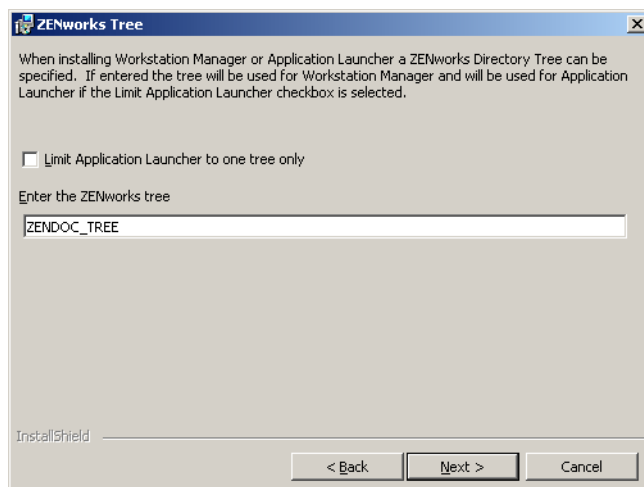 ZENworks Tree
When installing Workstation Manager or Application Launcher a ZENworks Directory Tree can be
specified. If entered the tree will be used for Workstation Manager and will be used for Application
Launcher if the Limit Application Launcher checkbox is selected.
Limit Application Launcher to one tree only
Enter the ZENworks tree
ZENDOC_TREE
InstallShield
< Back Next > Cancel